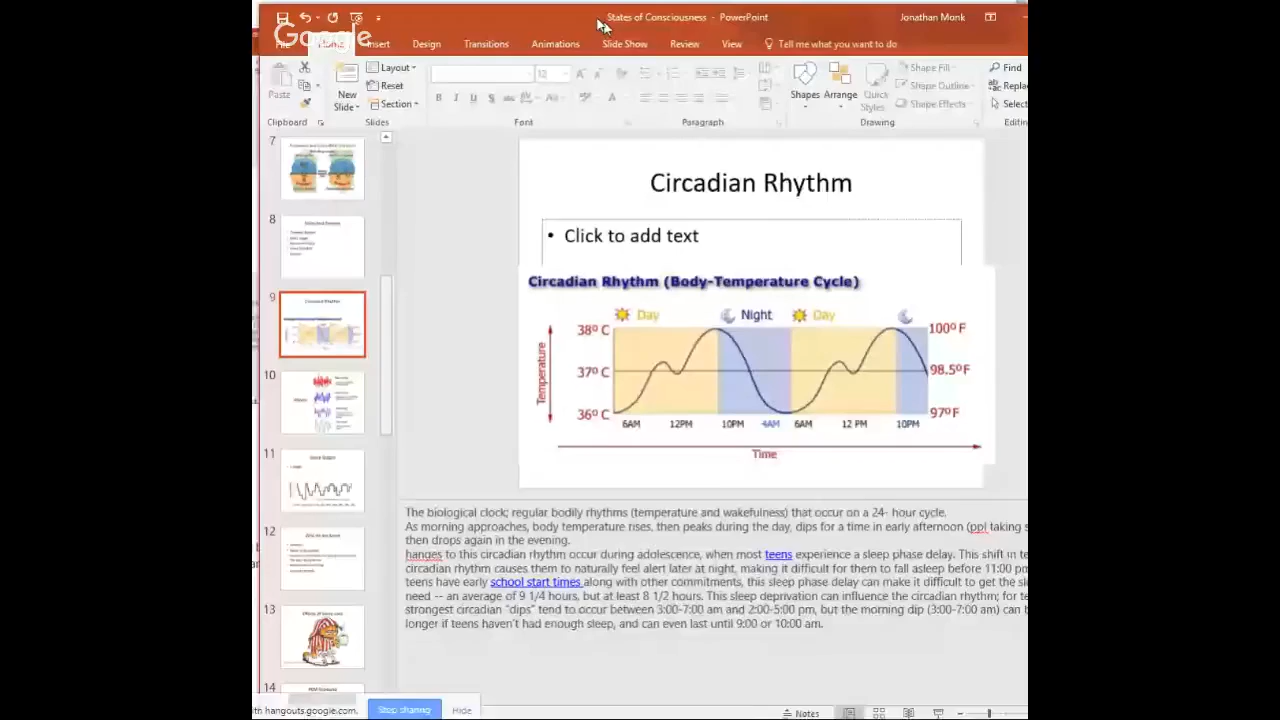 States of Consciousness - PowerPoint
Jonathan Monk
Google
File Home Insert Design Transitions Animations Slide Show Review View Tell me what you want to do
Paste
New
Slide
Layout
Reset
Section
12
Shapes Arrange Quick
Styles
Shape Fill
Shape Outline
Shape Effects
Find
Clipboard Slides Font Paragraph Drawing
7
8
9
10
11
12
13
14
Circadian Rhythm
• Click to add text
Circadian Rhythm (Body-Temperature Cycle)
Day Night Day
38º C 100º F
Temperature
37º C 98.5º F
36º C 97º F
6AM 12PM 10PM 4AM 6AM 12 PM 10PM
Time
The biological clock; regular bodily rhythms (temperature and wakefulness) that occur on a 24- hour cycle.
As morning approaches, body temperature rises, then peaks during the day, dips for a time in early afternoon (ppl taking
then drops again in the evening.
hanges to this circadian rhythm occur during adolescence, when most teens experience a sleep phase delay. This shift in
circadian rhythm causes them to naturally feel alert later at night, making it difficult for them to fall asleep before 11:00
teens have early school start times along with other commitments, this sleep phase delay can make it difficult to get the
need -- an average of 9 1/4 hours, but at least 8 1/2 hours. This sleep deprivation can influence the circadian rhythm; for
strongest circadian "dips" tend to occur between 3:00-7:00 am and 2:00-5:00 pm, but the morning dip (3:00-7:00 am) can
longer if teens haven't had enough sleep, and can even last until 9:00 or 10:00 am.
hangouts.google.com.
Stop sharing
Hide
Notes